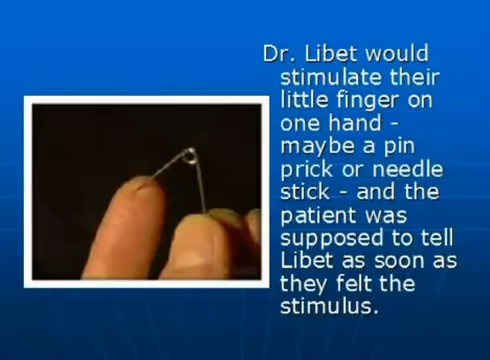 Dr. Libet would
stimulate their
little finger on
one hand -
maybe a pin
prick or needle
stick - and the
patient was
supposed to tell
Libet as soon as
they felt the
stimulus.